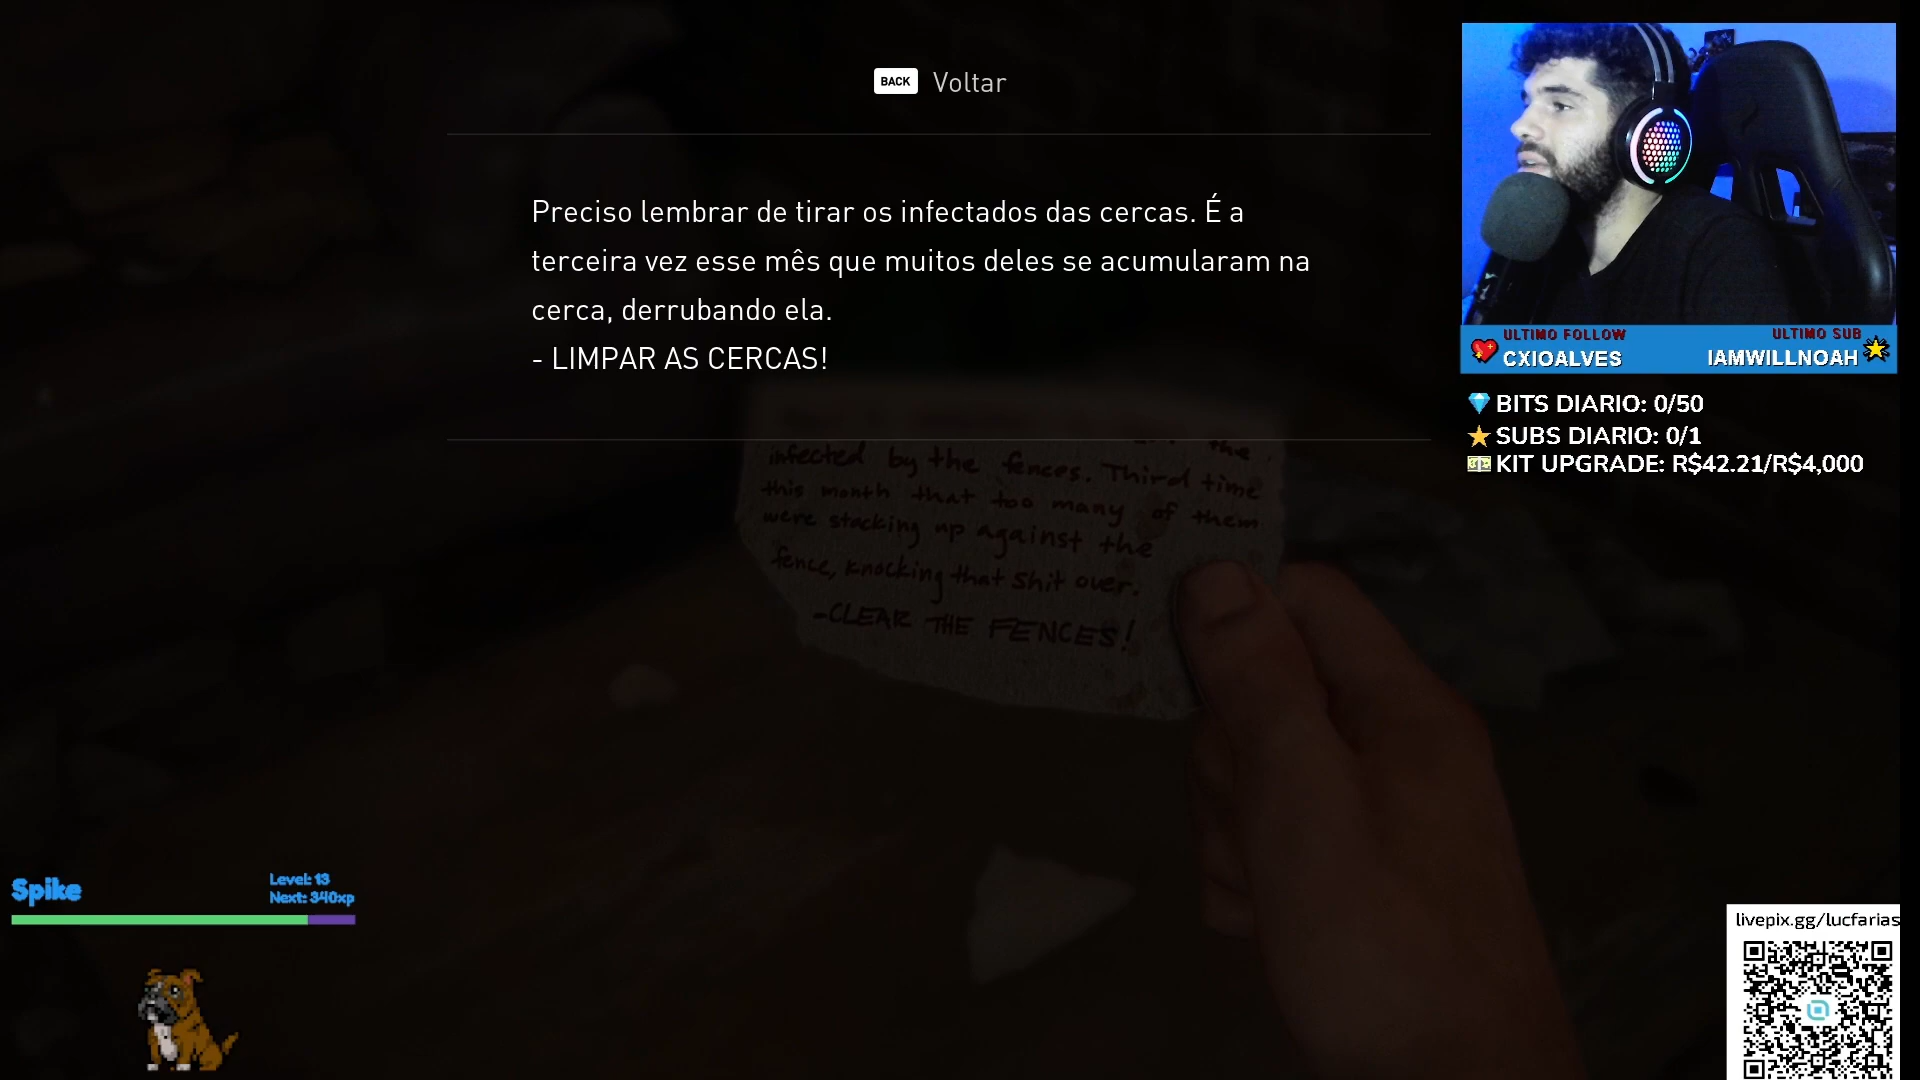 BACK Voltar
Preciso lembrar de tirar os infectados das cercas. É a
terceira vez esse mês que muitos deles se acumularam na
cerca, derrubando ela.
- LIMPAR AS CERCAS!
the
infected by the fences. Third time
this month that too many of them
were stacking up against the
fence, knocking that shit over.
-CLEAR THE FENCES!
ULTIMO FOLLOW
CXIOALVES
ULTIMO SUB
IAMWILLNOAH
BITS DIARIO: 0/50
SUBS DIARIO: 0/1
KIT UPGRADE: R$42.21/R$4,000
Spike
Level: 13
Next: 340xp
livepix.gg/lucfarias